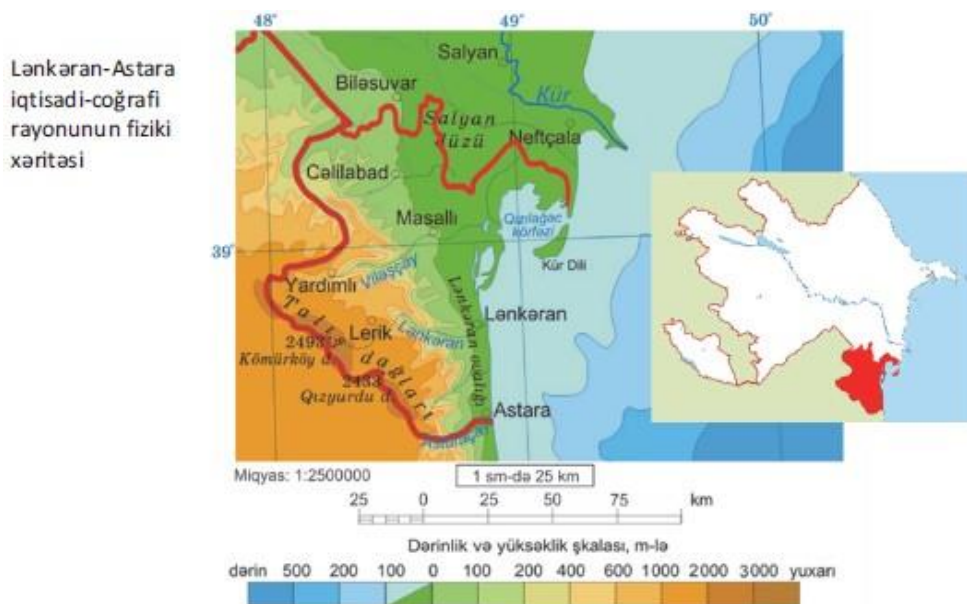 Lənkəran-Astara
iqtisadi-coğrafi
rayonunun fiziki
xəritəsi
48° 49° 50°
Salyan
Biləsuvar
Kür
Salyan
düzü
Neftçala
Cəlilabad
Masallı
Qızılağac
körfəzi
39°
Kür Dili
Viləşçay
Yardımlı
Lənkəran ovalığı
Lənkəran
Talış dağları
Lerik
Lənkəran
2493
Kömürköy d.
2433
Qızyurdu d.
Astara
Astaraçay
Miqyas: 1:2500000
1 sm-də 25 km
25 0 25 50 75 km
Dərinlik və yüksəklik şkalası, m-lə
dərin 500 200 100 0 100 200 400 600 1000 2000 3000 yuxarı